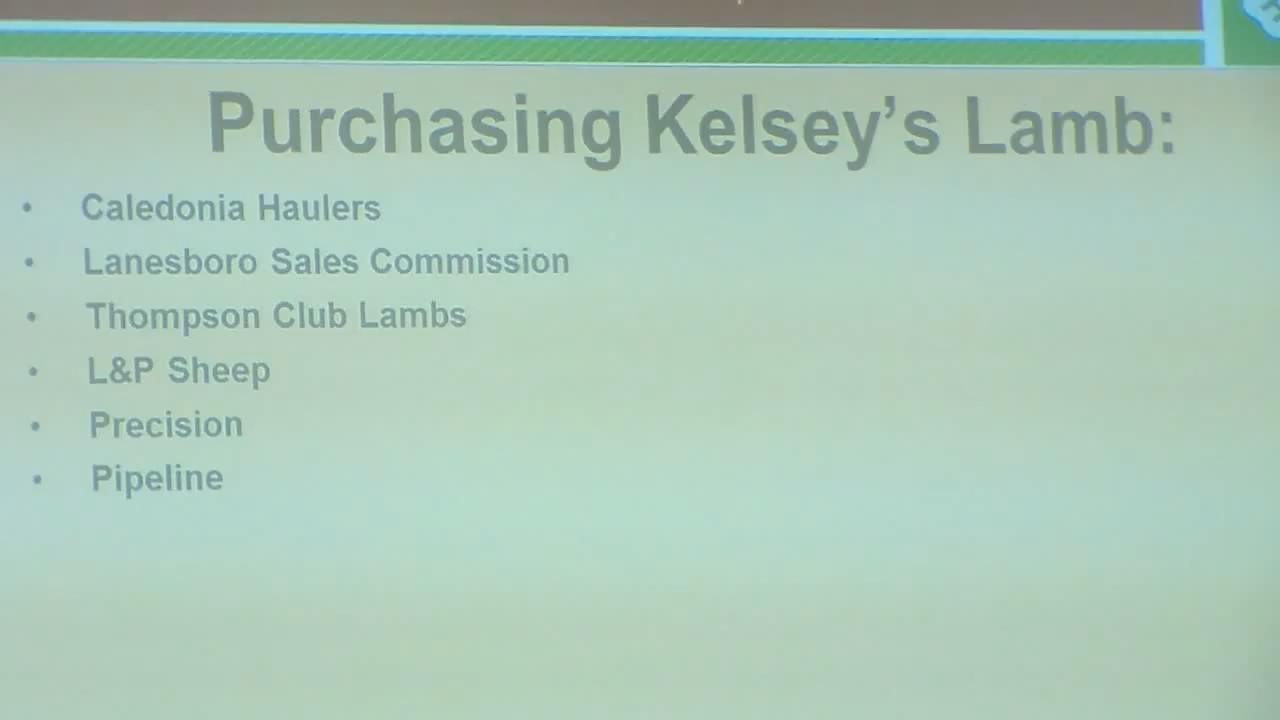 Purchasing Kelsey's Lamb:
• Caledonia Haulers
• Lanesboro Sales Commission
• Thompson Club Lambs
• L&P Sheep
• Precision
• Pipeline